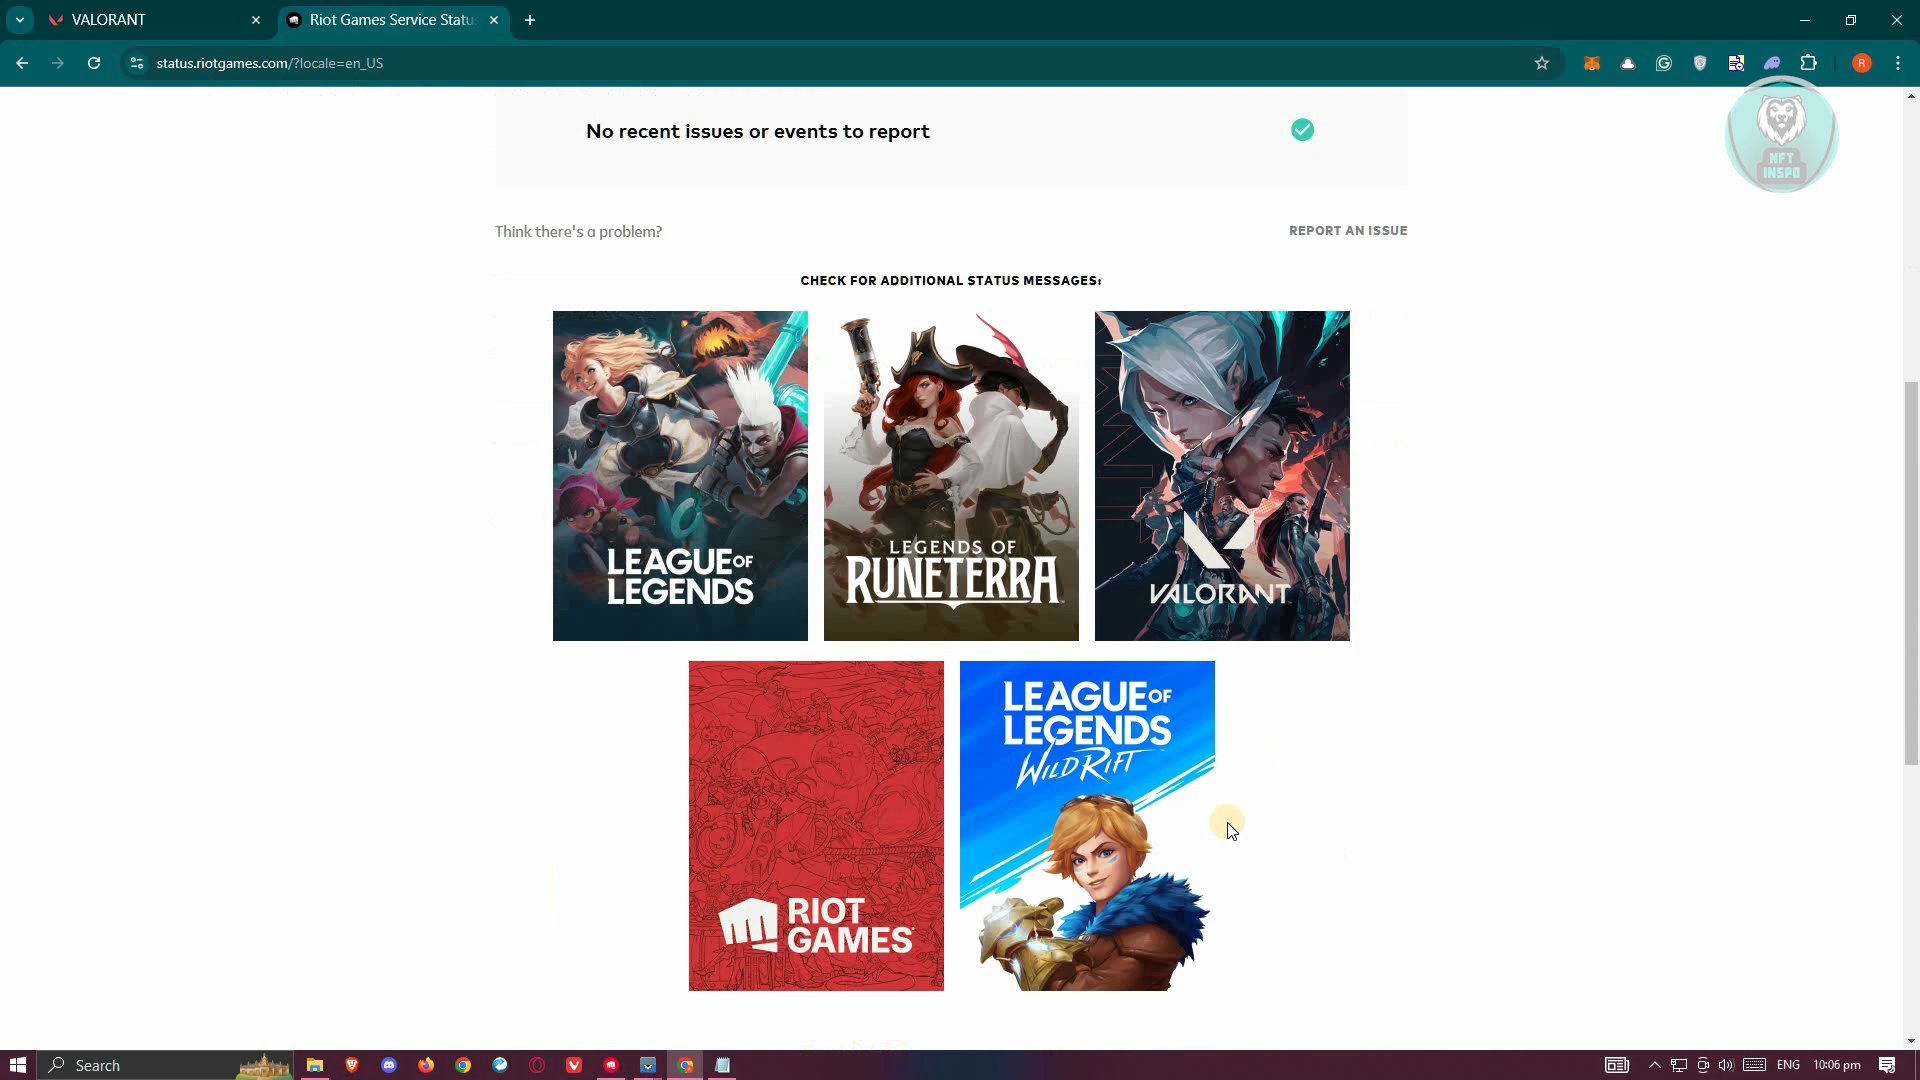 VALORANT
Riot Games Service Statu
status.riotgames.com/?locale=en_US
R
NFT
INSPO
No recent issues or events to report
Think there's a problem?
REPORT AN ISSUE
CHECK FOR ADDITIONAL STATUS MESSAGES:
LEAGUE OF
LEGENDS
LEGENDS OF
RUNETERRA
VALORANT
RIOT
GAMES
LEAGUE OF
LEGENDS
WILD RIFT
Search
ENG
10:06 pm